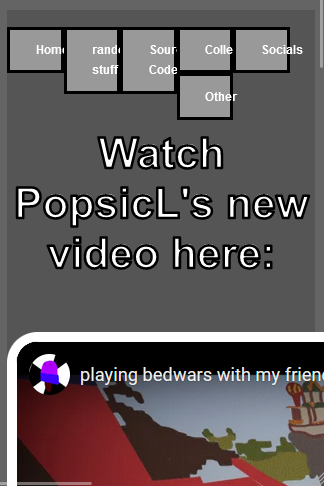 Home rand Sour Colle Socials
stuff Code
Other
Watch
PopsicL's new
video here:
playing bedwars with my frien